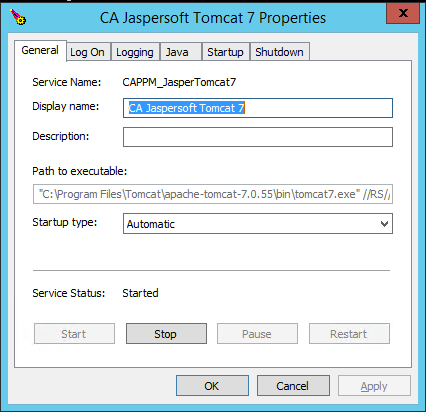 CA Jaspersoft Tomcat 7 Properties
General Log On Logging Java Startup Shutdown
Service Name: CAPPM_JasperTomcat7
Display name: CA Jaspersoft Tomcat 7
Description:
Path to executable:
"C:\Program Files\Tomcat\apache-tomcat-7.0.55\bin\tomcat7.exe" //RS//
Startup type: Automatic
Service Status: Started
Start Stop Pause Restart
OK Cancel Apply